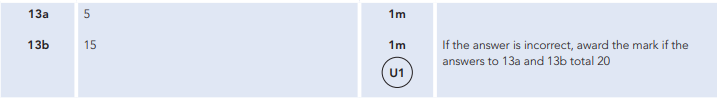 13a 5 1m
13b 15 1m If the answer is incorrect, award the mark if the
U1 answers to 13a and 13b total 20